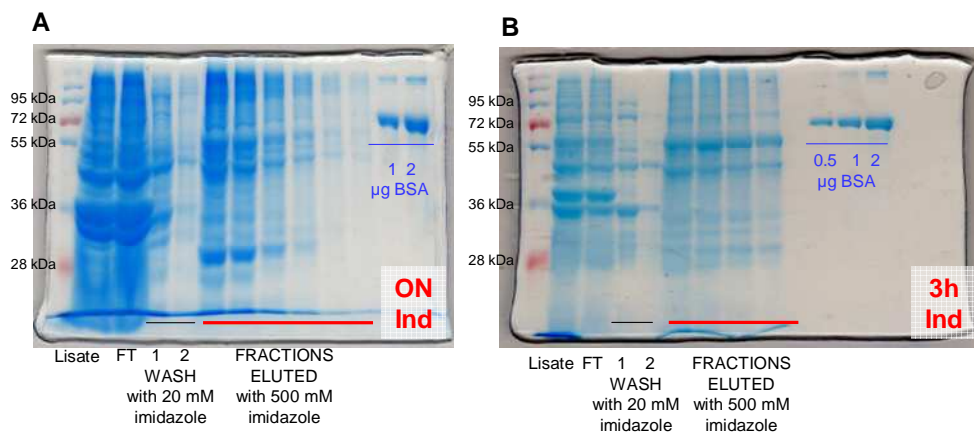 A
95 kDa
72 kDa
55 kDa
36 kDa
28 kDa
1 2
µg BSA
ON
Ind
Lisate FT 1 2
WASH
with 20 mM
imidazole
FRACTIONS
ELUTED
with 500 mM
imidazole
B
95 kDa
72 kDa
55 kDa
36 kDa
28 kDa
0.5 1 2
µg BSA
3h
Ind
Lisate FT 1 2
WASH
with 20 mM
imidazole
FRACTIONS
ELUTED
with 500 mM
imidazole